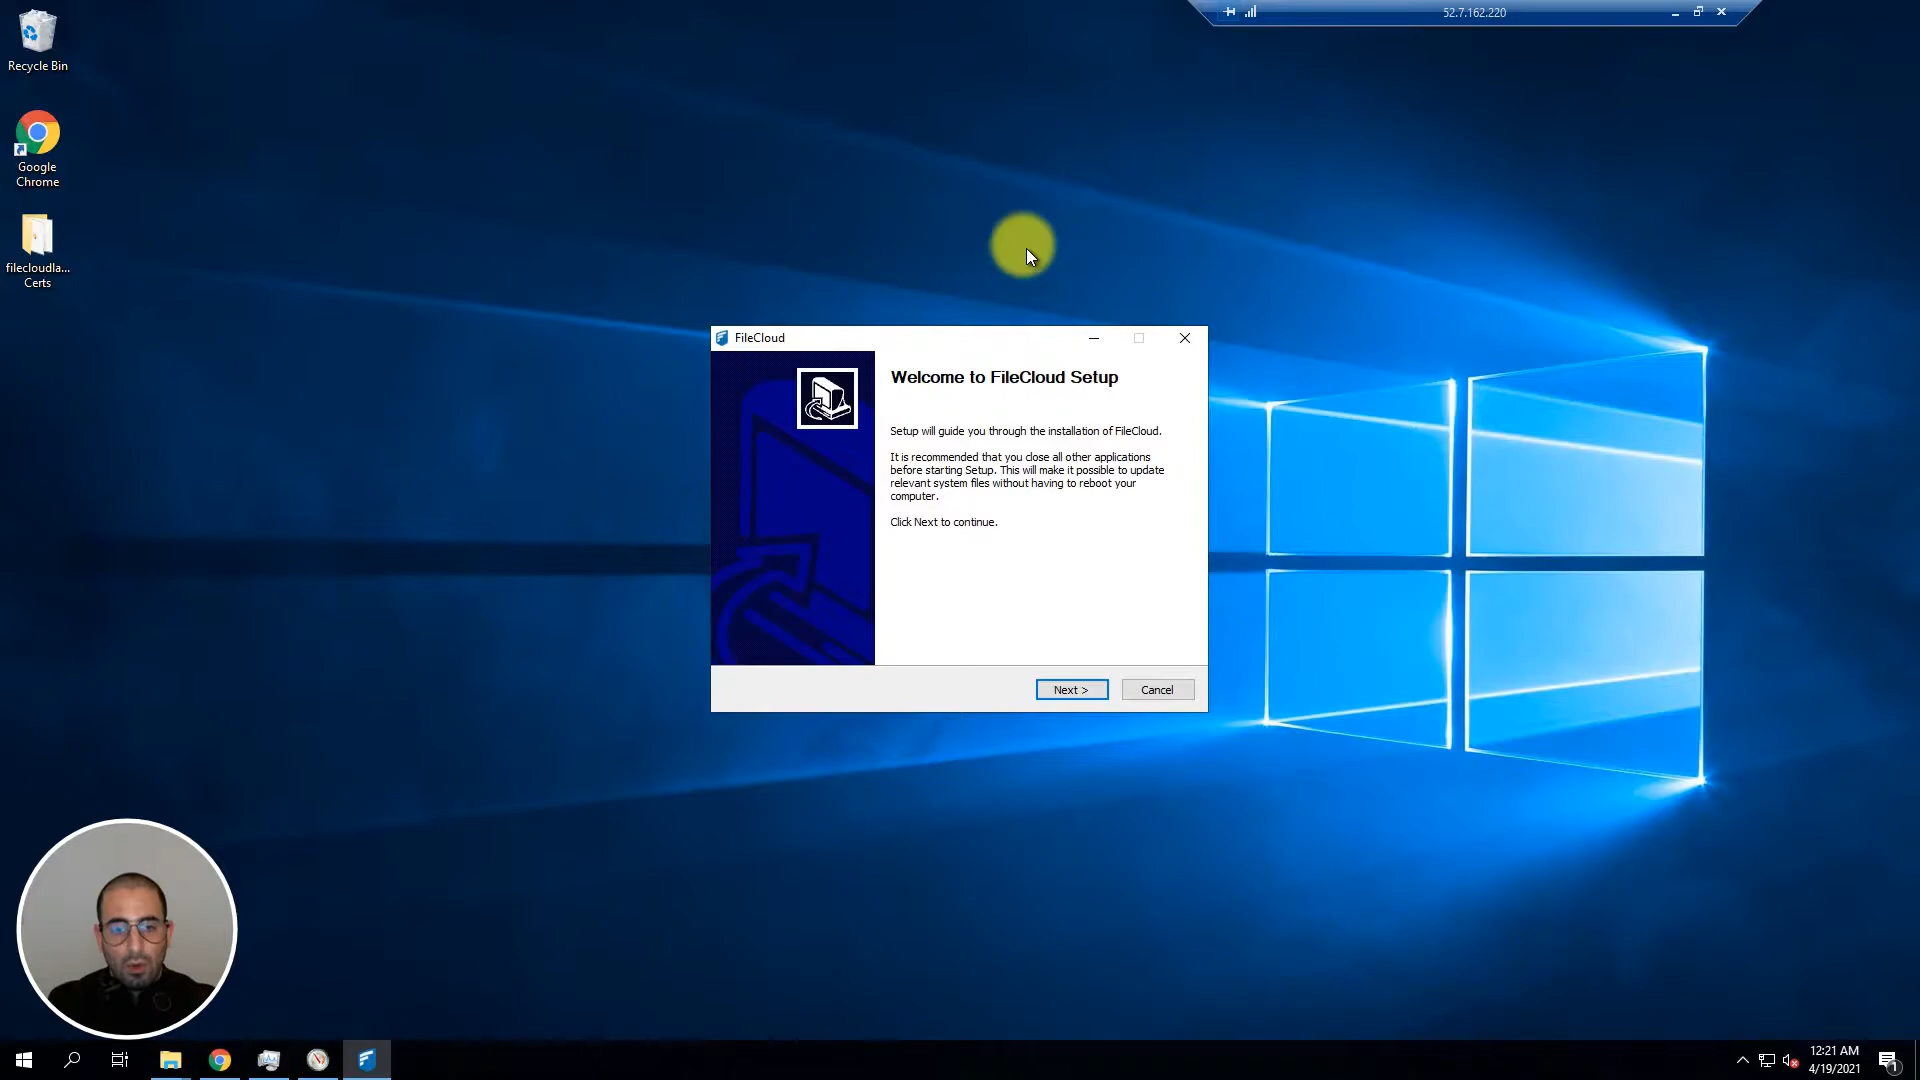 52.7.162.220
Recycle Bin
Google
Chrome
filecloudla...
Certs
FileCloud
Welcome to FileCloud Setup
Setup will guide you through the installation of FileCloud.
It is recommended that you close all other applications
before starting Setup. This will make it possible to update
relevant system files without having to reboot your
computer.
Click Next to continue.
Next >
Cancel
12:21 AM
4/19/2021
1